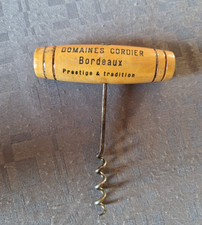 DOMAINES CORDIER
Bordeaux
Prestige & tradition